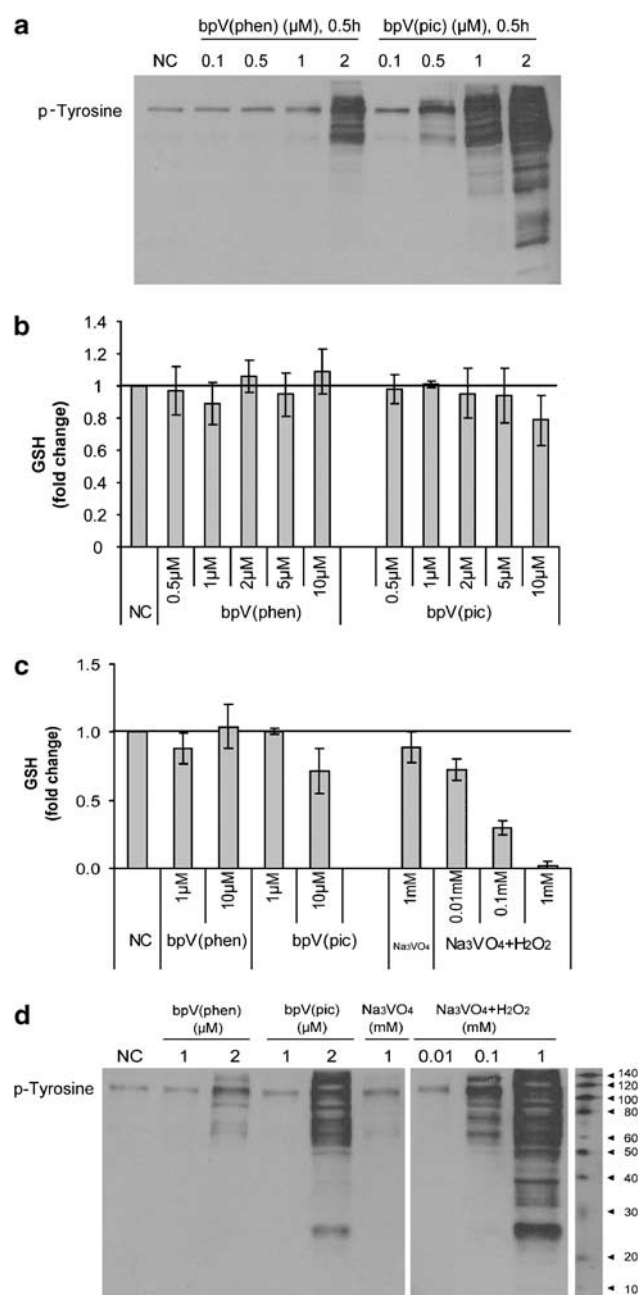 a
bpV(phen) (µM), 0.5h bpV(pic) (µM), 0.5h
NC 0.1 0.5 1 2 0.1 0.5 1 2
p-Tyrosine
b
1.4
1.2
1
0.8
0.6
0.4
0.2
0
GSH
(fold change)
0.5µM 1µM 2µM 5µM 10µM 0.5µM 1µM 2µM 5µM 10µM
NC bpV(phen) bpV(pic)
c
1.5
1.0
0.5
0.0
GSH
(fold change)
1µM 10µM 1µM 10µM 1mM 0.01mM 0.1mM 1mM
NC bpV(phen) bpV(pic) Na3VO4 Na3VO4+H2O2
d
bpV(phen) bpV(pic) Na3VO4 Na3VO4+H2O2
(µM) (µM) (mM) (mM)
NC 1 2 1 2 1 0.01 0.1 1
p-Tyrosine
140
120
100
80
60
50
40
30
20
10